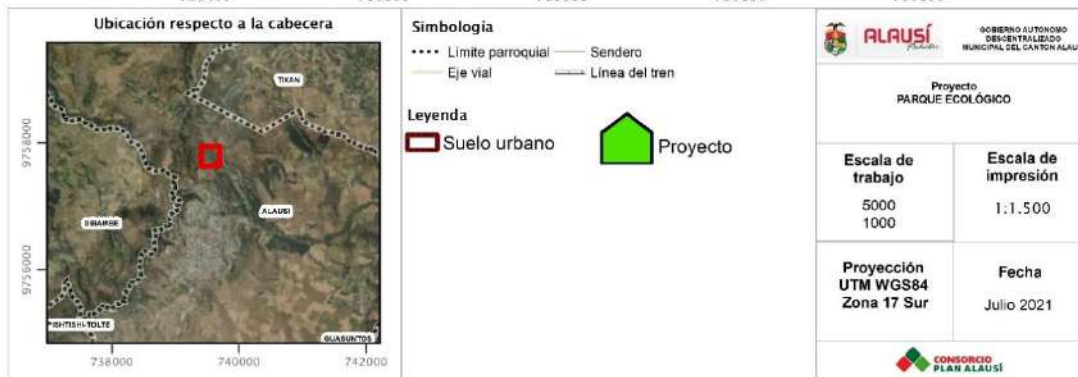 Ubicación respecto a la cabecera
TIXAN
ALAUSI
SIBAMBE
PISHTISHI-TOLTE
GUASUNTOS
9758000
9756000
738000
740000
742000
Simbología
Límite parroquial
Sendero
Eje vial
Línea del tren
Leyenda
Suelo urbano
Proyecto
ALAUSÍ
GOBIERNO AUTONOMO
DESCENTRALIZADO
MUNICIPAL DEL CANTON ALAU
Proyecto
PARQUE ECOLÓGICO
Escala de
trabajo
5000
1000
Escala de
impresión
1:1.500
Proyección
UTM WGS84
Zona 17 Sur
Fecha
Julio 2021
CONSORCIO
PLAN ALAUSÍ